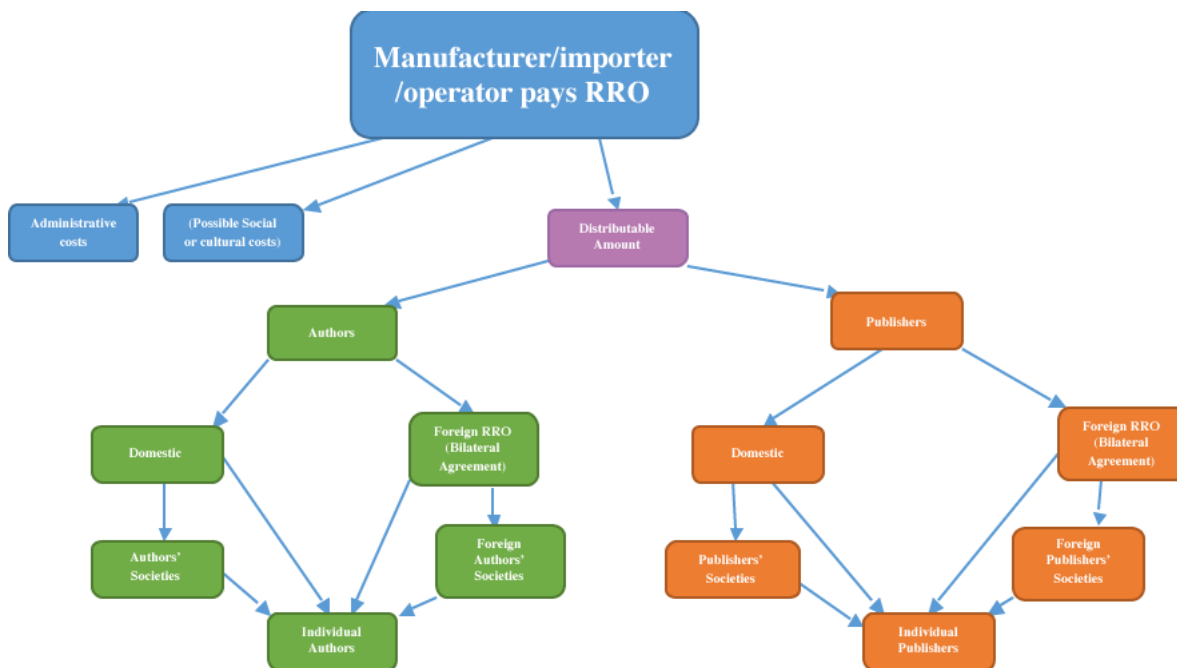 Manufacturer/importer
/operator pays RRO
Administrative
costs
(Possible Social
or cultural costs)
Distributable
Amount
Authors
Publishers
Domestic
Foreign RRO
(Bilateral
Agreement)
Domestic
Foreign RRO
(Bilateral
Agreement)
Authors’
Societies
Foreign
Authors’
Societies
Publishers’
Societies
Foreign
Publishers’
Societies
Individual
Authors
Individual
Publishers